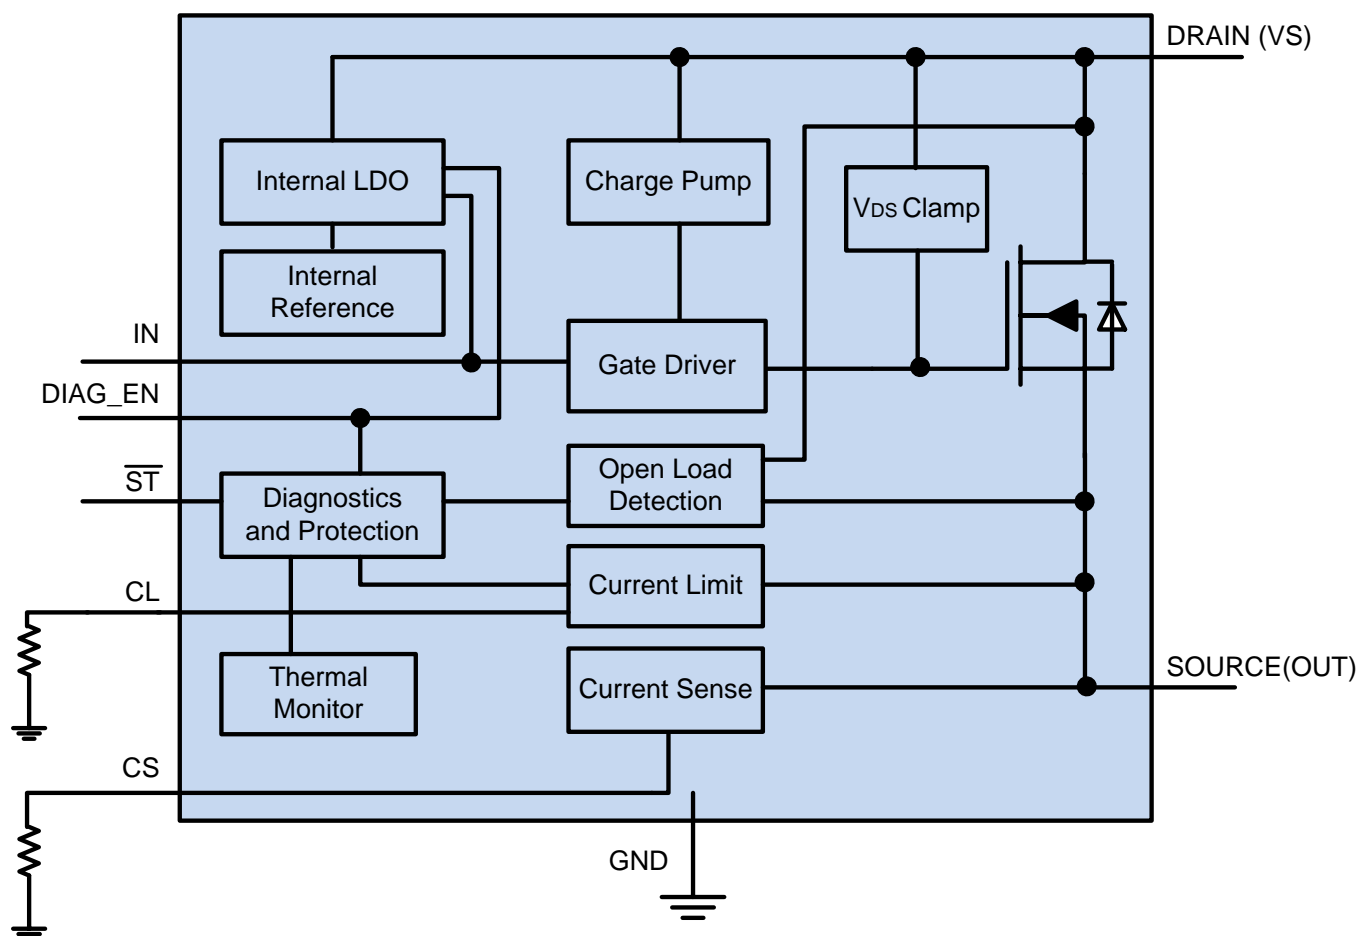 DRAIN (VS)
Internal LDO
Charge Pump
VDS Clamp
Internal
Reference
IN
Gate Driver
DIAG_EN
ST
Diagnostics
and Protection
Open Load
Detection
CL
Current Limit
Thermal
Monitor
Current Sense
SOURCE(OUT)
CS
GND